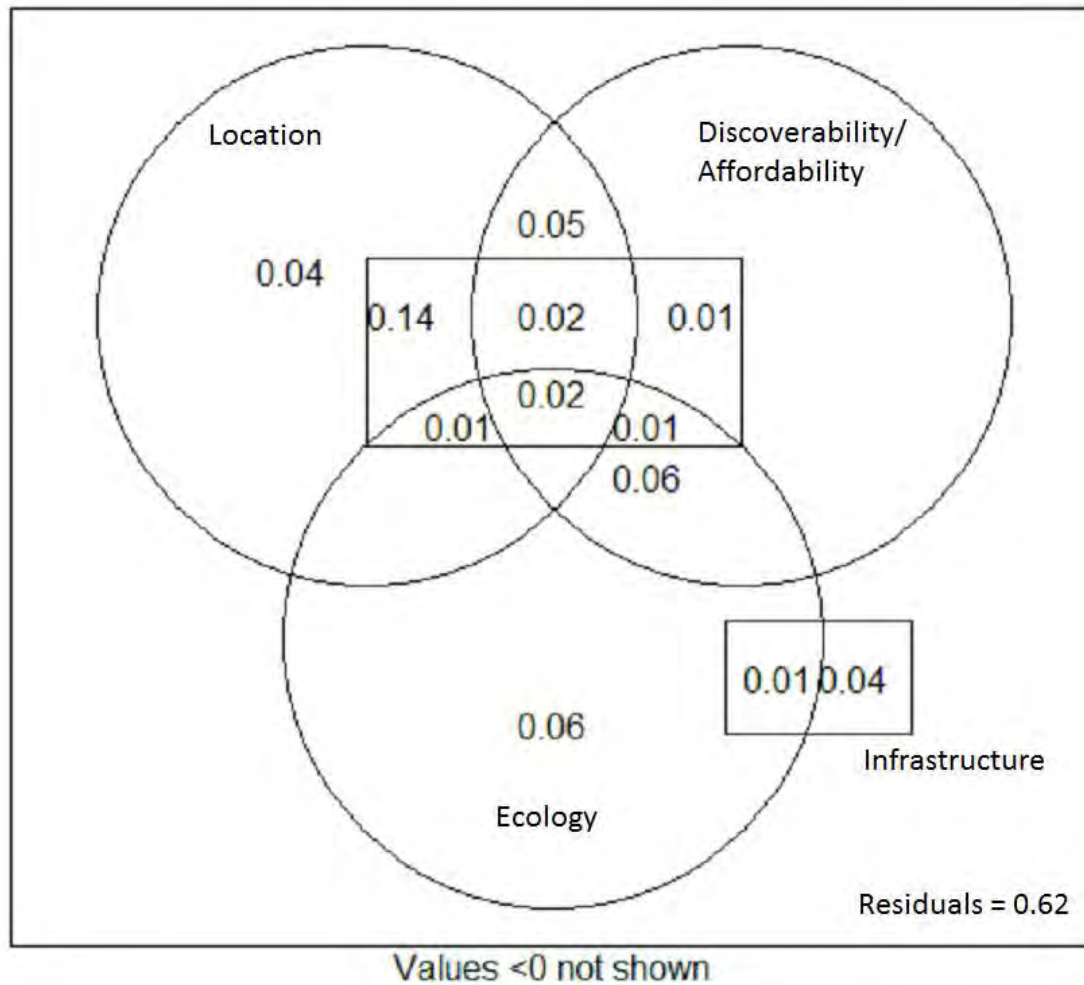 Location
Discoverability/
Affordability
0.05
0.04
0.14
0.02
0.01
0.02
0.01
0.01
0.06
0.01
0.04
0.06
Infrastructure
Ecology
Residuals = 0.62
Values <0 not shown